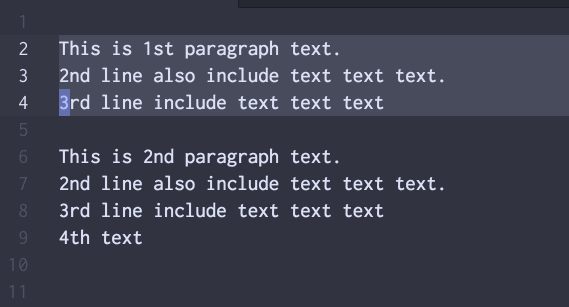 1
2 This is 1st paragraph text.
3 2nd line also include text text text.
4 3rd line include text text text
5
6 This is 2nd paragraph text.
7 2nd line also include text text text.
8 3rd line include text text text
9 4th text
10
11